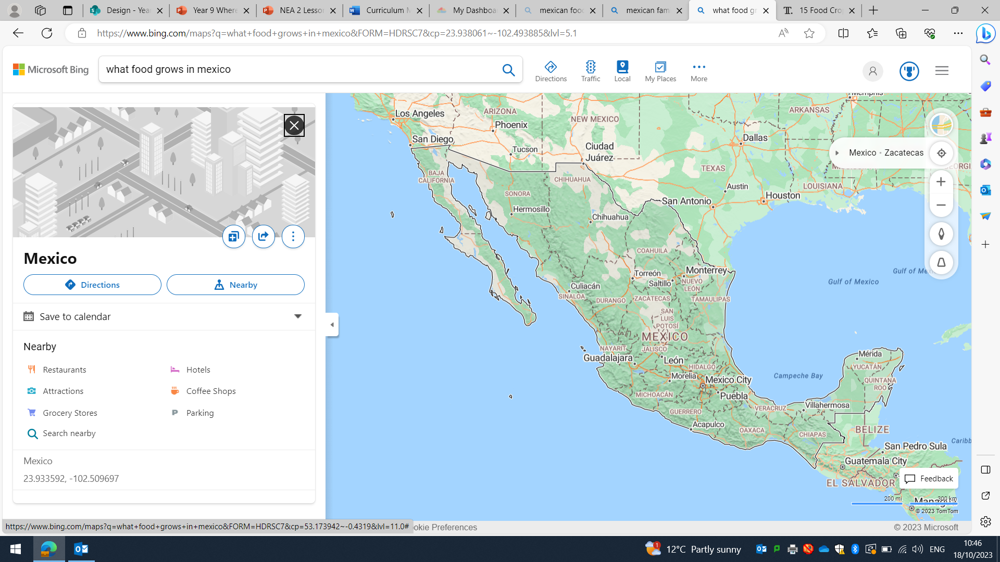 Design - Yea
Year 9 Where
NEA 2 Lesso
Curriculum M
My Dashboa
mexican food
mexican fam
what food gr
15 Food Cro
https://www.bing.com/maps?q=what+food+grows+in+mexico&FORM=HDRSC7&cp=23.938061~-102.493885&lvl=5.1
Microsoft Bing
what food grows in mexico
Directions
Traffic
Local
My Places
More
Mexico
Directions
Nearby
Save to calendar
Nearby
Restaurants
Hotels
Attractions
Coffee Shops
Grocery Stores
Parking
Search nearby
Mexico
23.933592, -102.509697
https://www.bing.com/maps?q=what+food+grows+in+mexico&FORM=HDRSC7&cp=53.173942~-0.4319&lvl=11.0#
okie Preferences
© 2023 Microsoft
Memphis
Los Angeles
ARIZONA
NEW MEXICO
ARKANSAS
Phoenix
San Diego
Dallas
Tucson
Ciudad
Juárez
Mexico • Zacatecas
BAJA
CALIFORNIA
CHIHUAHUA
TEXAS
LOUISIANA
SONORA
Austin
Houston
San Antonio
Hermosillo
Chihuahua
COAHUILA
Torreón
Monterrey
Saltillo
NUEVO
LEÓN
Gulf of Mex
Gulf of Mexico
Culiacán
SINALOA
DURANGO
ZACATECAS
TAMAULIPAS
SAN
LUIS
POTOSÍ
MEXICO
NAYARIT
JALISCO
Guadalajara
León
HIDALGO
Morelia
Mexico City
Mérida
YUCATÁN
Campeche Bay
QUINTANA
ROO
MICHOACÁN
Puebla
GUERRERO
VERACRUZ
Villahermosa
Acapulco
OAXACA
CHIAPAS
BELIZE
Caribb
San Pedro Sula
Guatemala City
EL SALVADOR
Feedback
200 mi
300 km
Managua
© 2023 TomTom
1
12°C Partly sunny
ENG
10:46
18/10/2023